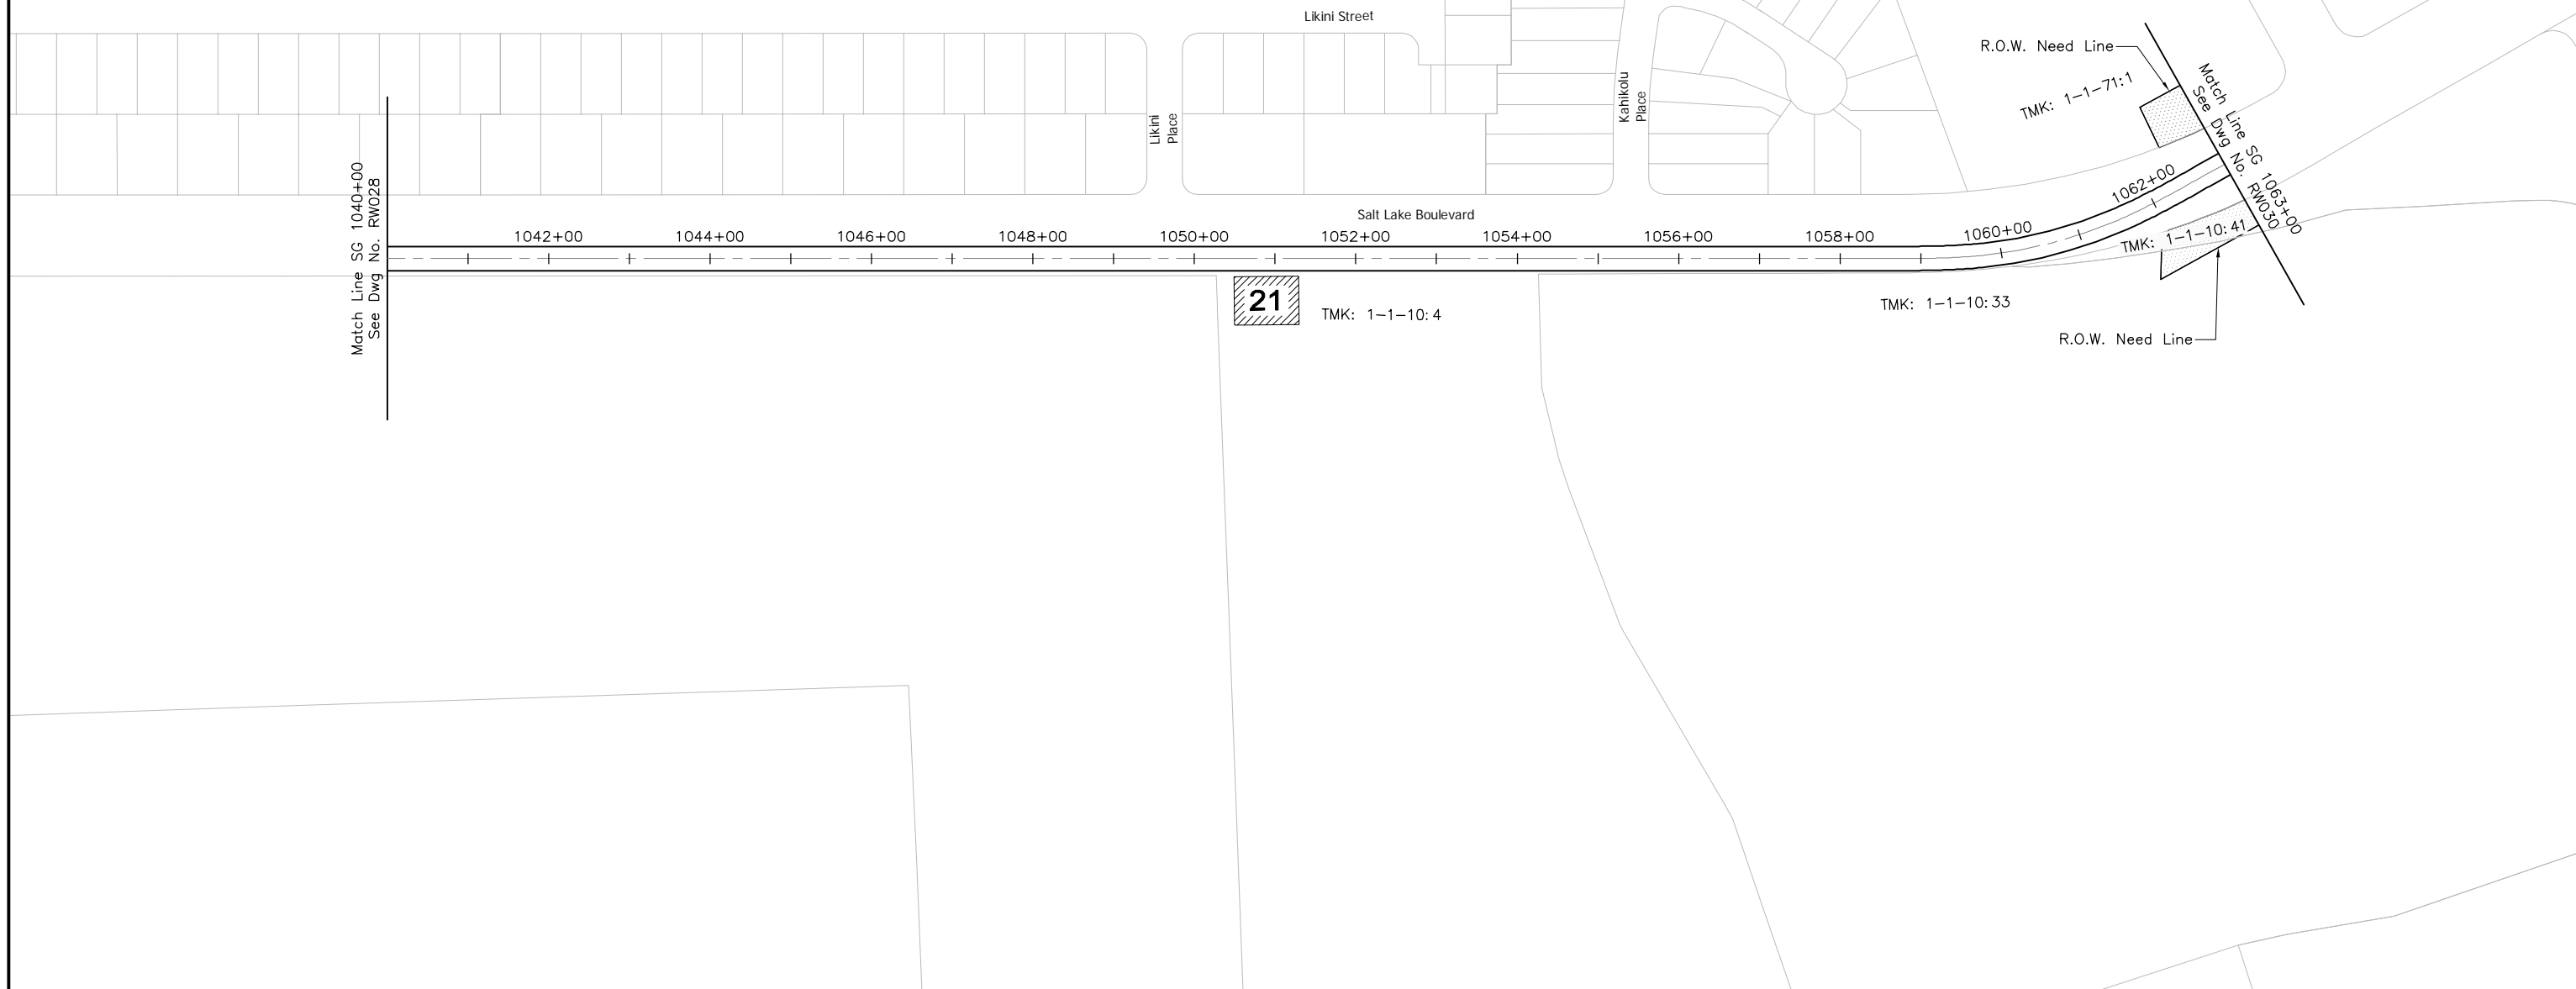 Likini Street
R.O.W. Need Line
TMK: 1-1-71:1
Match Line SG 1063+00
See Dwg No. RW030
Likini
Place
Kahikolu
Place
Match Line SG 1040+00
See Dwg No. RW028
Salt Lake Boulevard
1042+00
1044+00
1046+00
1048+00
1050+00
1052+00
1054+00
1056+00
1058+00
1060+00
1062+00
TMK: 1-1-10:41
21
TMK: 1-1-10:4
TMK: 1-1-10:33
R.O.W. Need Line